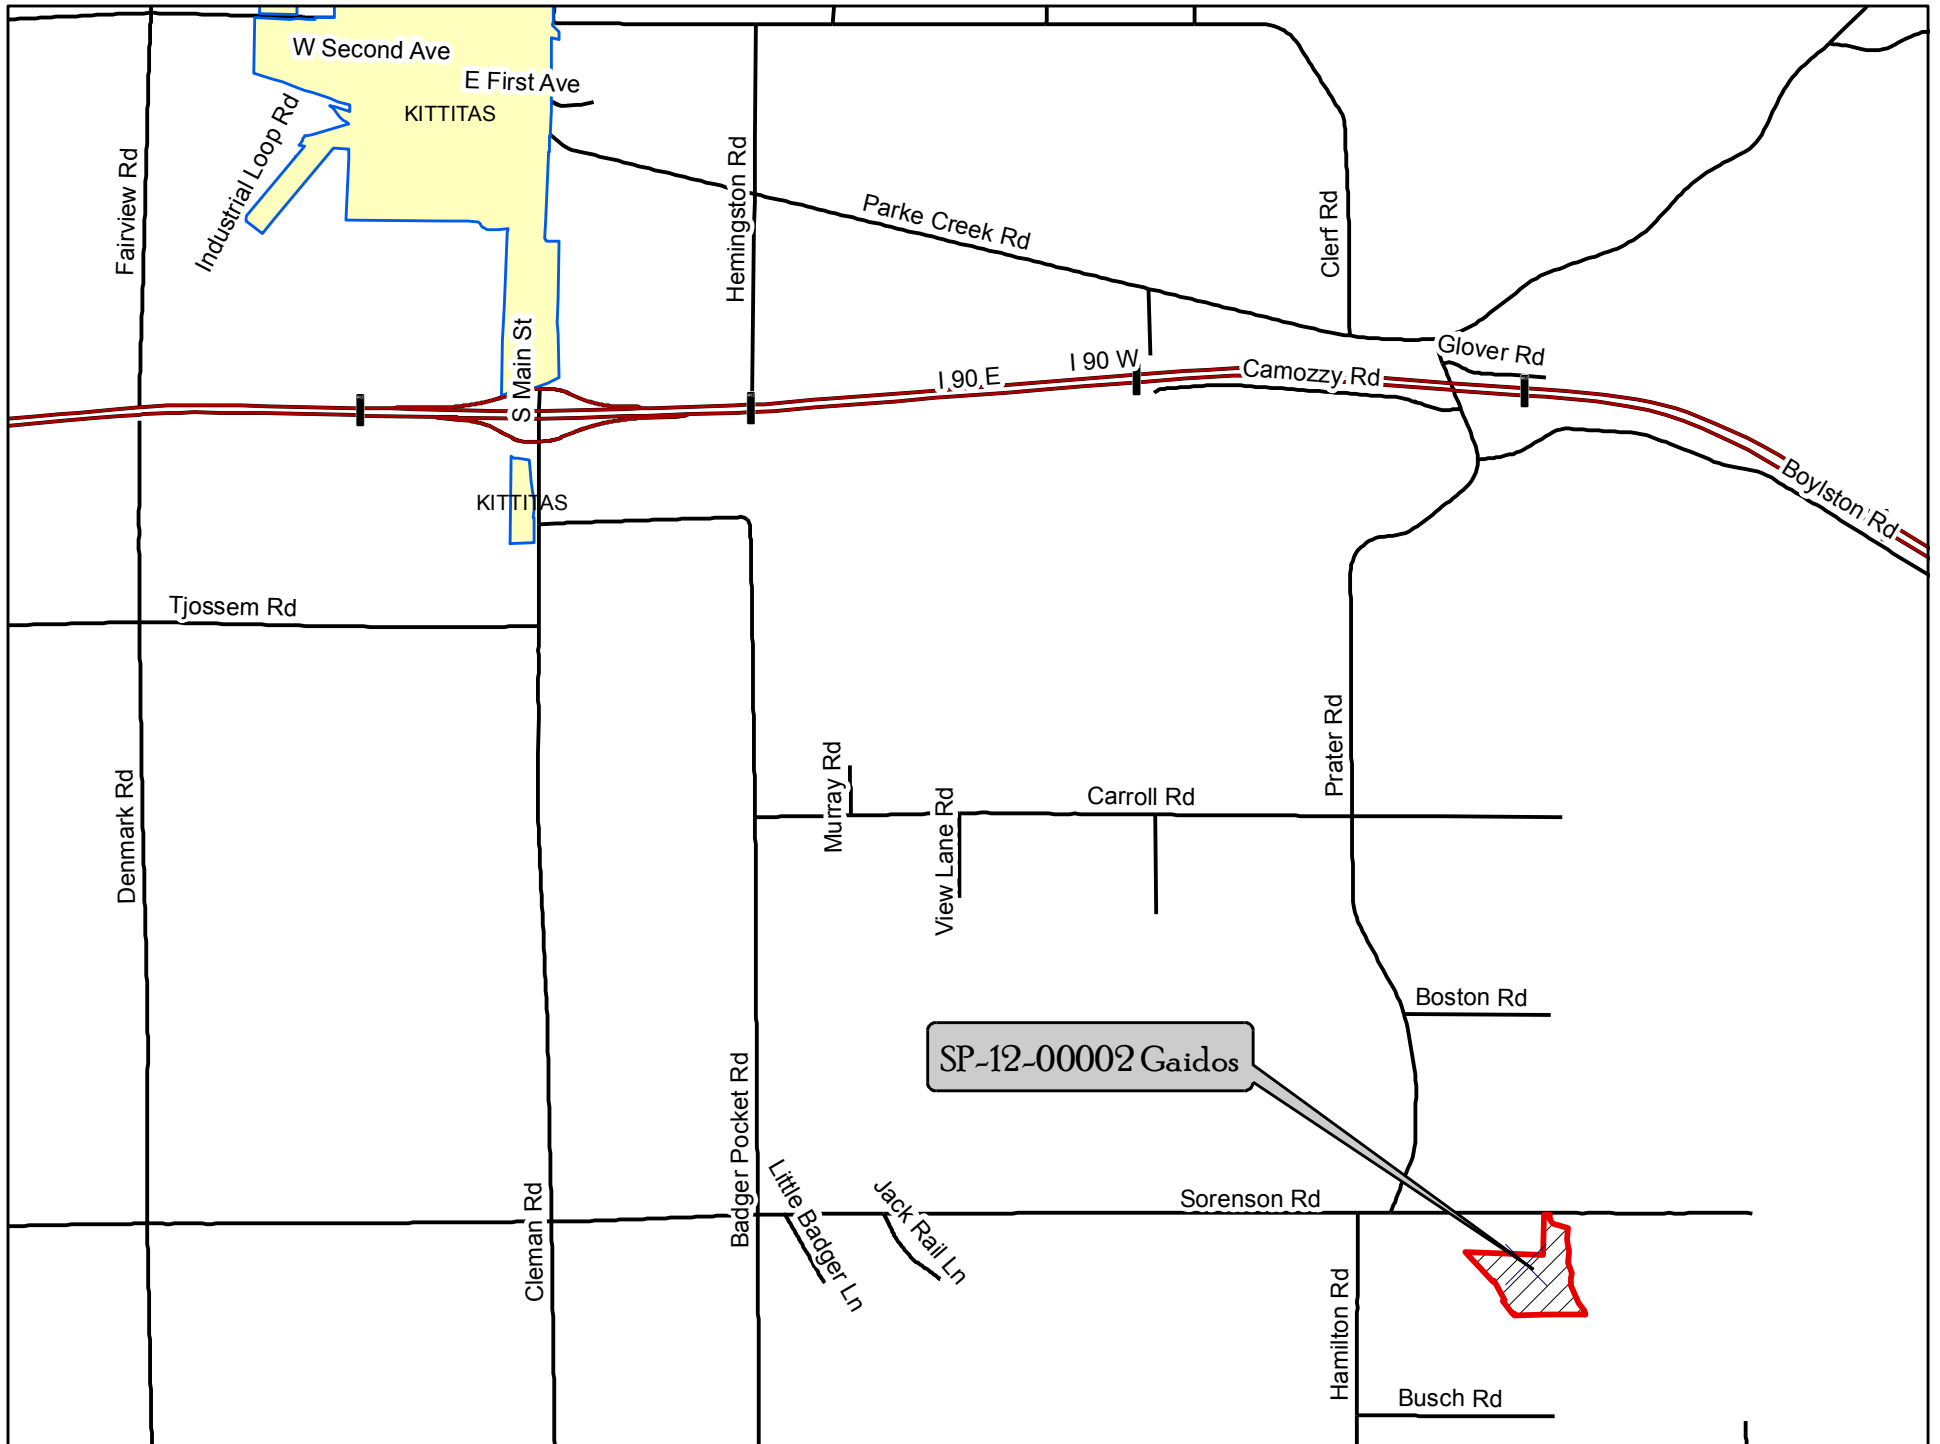 W Second Ave
E First Ave
KITTITAS
Industrial Loop Rd
Fairview Rd
Hemingston Rd
Parke Creek Rd
Clerf Rd
S Main St
Glover Rd
I 90 W
I 90 E
Camozzy Rd
Boylston Rd
KITTITAS
Tjossem Rd
Prater Rd
Denmark Rd
Murray Rd
View Lane Rd
Carroll Rd
Boston Rd
SP-12-00002 Gaidos
Badger Pocket Rd
Little Badger Ln
Jack Rail Ln
Sorenson Rd
Cleman Rd
Hamilton Rd
Busch Rd